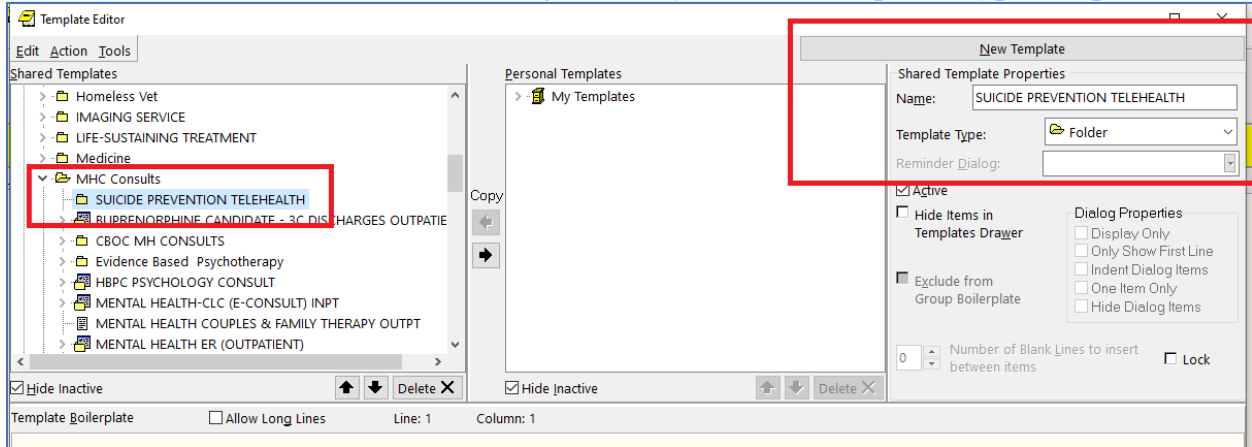 Template Editor
Edit Action Tools
New Template
Shared Templates
Homeless Vet
IMAGING SERVICE
LIFE-SUSTAINING TREATMENT
Medicine
MHC Consults
SUICIDE PREVENTION TELEHEALTH
BUPRENORPHINE CANDIDATE - 3C DISCHARGES OUTPATIE
CBOC MH CONSULTS
Evidence Based Psychotherapy
HBPC PSYCHOLOGY CONSULT
MENTAL HEALTH-CLC (E-CONSULT) INPT
MENTAL HEALTH COUPLES & FAMILY THERAPY OUTPT
MENTAL HEALTH ER (OUTPATIENT)
Hide Inactive
Delete
Copy
Personal Templates
My Templates
Hide Inactive
Delete
Shared Template Properties
Name: SUICIDE PREVENTION TELEHEALTH
Template Type: Folder
Reminder Dialog:
Active
Hide Items in
Templates Drawer
Exclude from
Group Boilerplate
Dialog Properties
Display Only
Only Show First Line
Indent Dialog Items
One Item Only
Hide Dialog Items
0 Number of Blank Lines to insert
between items
Lock
Template Boilerplate Allow Long Lines Line: 1 Column: 1